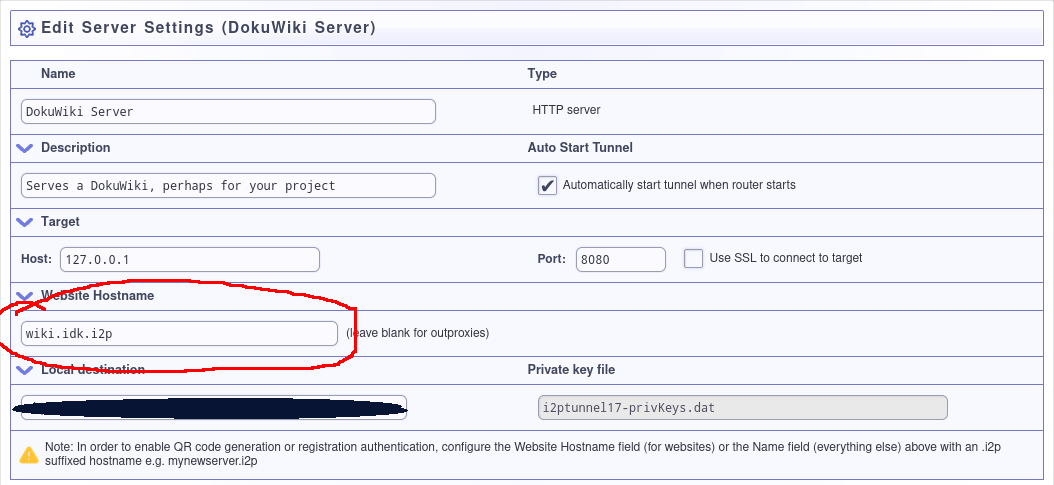 Edit Server Settings (DokuWiki Server)
Name Type
DokuWiki Server HTTP server
Description Auto Start Tunnel
Serves a DokuWiki, perhaps for your project Automatically start tunnel when router starts
Target
Host: 127.0.0.1 Port: 8080 Use SSL to connect to target
Website Hostname
wiki.idk.i2p (leave blank for outproxies)
Local destination Private key file
i2ptunnel17-privKeys.dat
Note: In order to enable QR code generation or registration authentication, configure the Website Hostname field (for websites) or the Name field (everything else) above with an .i2p
suffixed hostname e.g. mynewserver.i2p